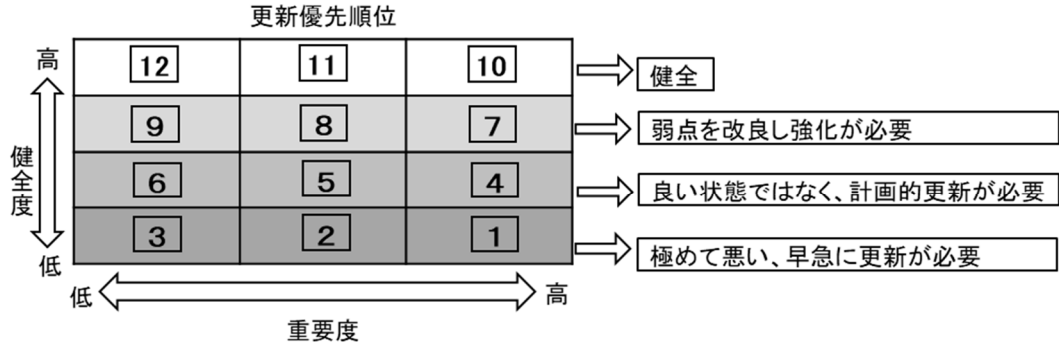 更新優先順位
高
12 11 10
健全
9 8 7
弱点を改良し強化が必要
健全度
6 5 4
良い状態ではなく、計画的更新が必要
3 2 1
極めて悪い、早急に更新が必要
低
低
高
重要度